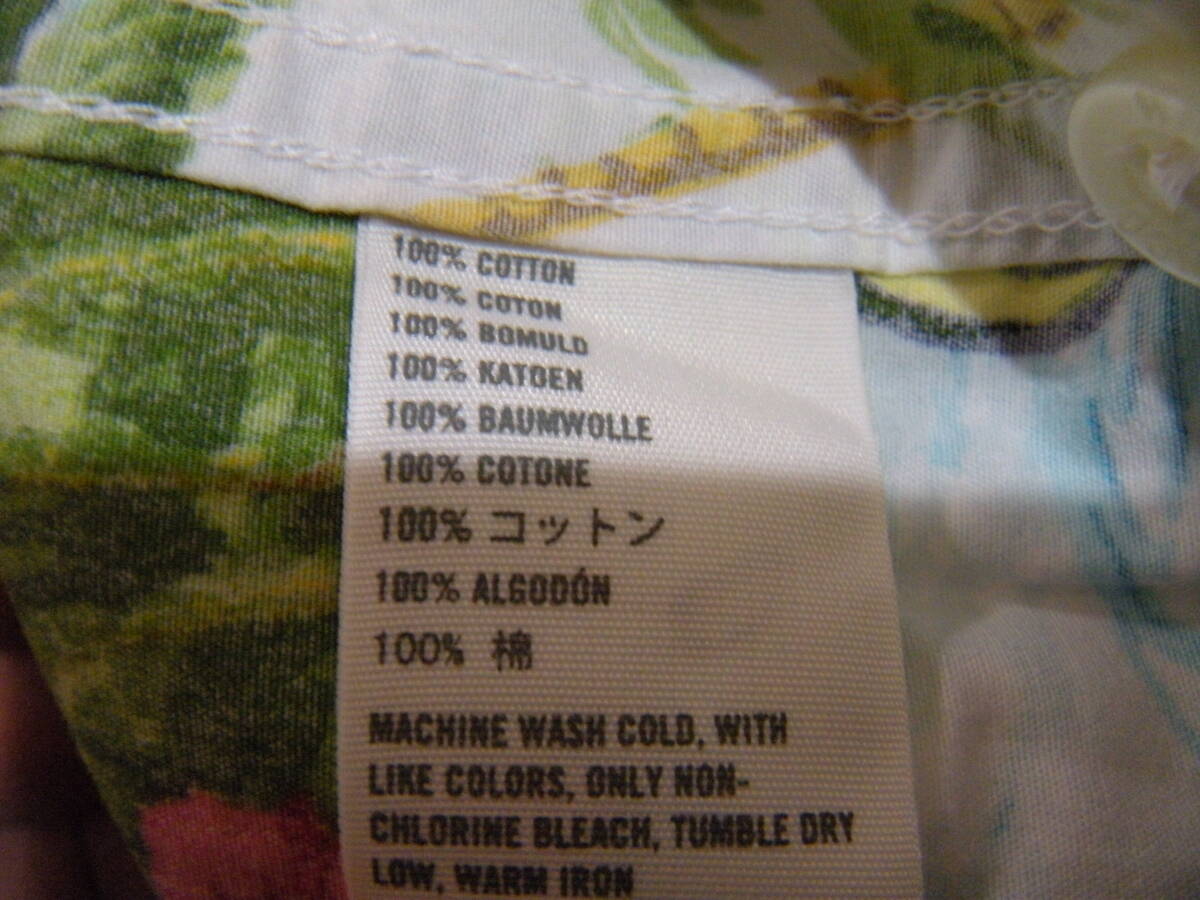 100% COTTON
100% COTON
100% BOMULD
100% KATOEN
100% BAUMWOLLE
100% COTONE
100% コットン
100% ALGODÓN
100% 棉
MACHINE WASH COLD, WITH
LIKE COLORS, ONLY NON-
CHLORINE BLEACH, TUMBLE DRY
LOW, WARM IRON